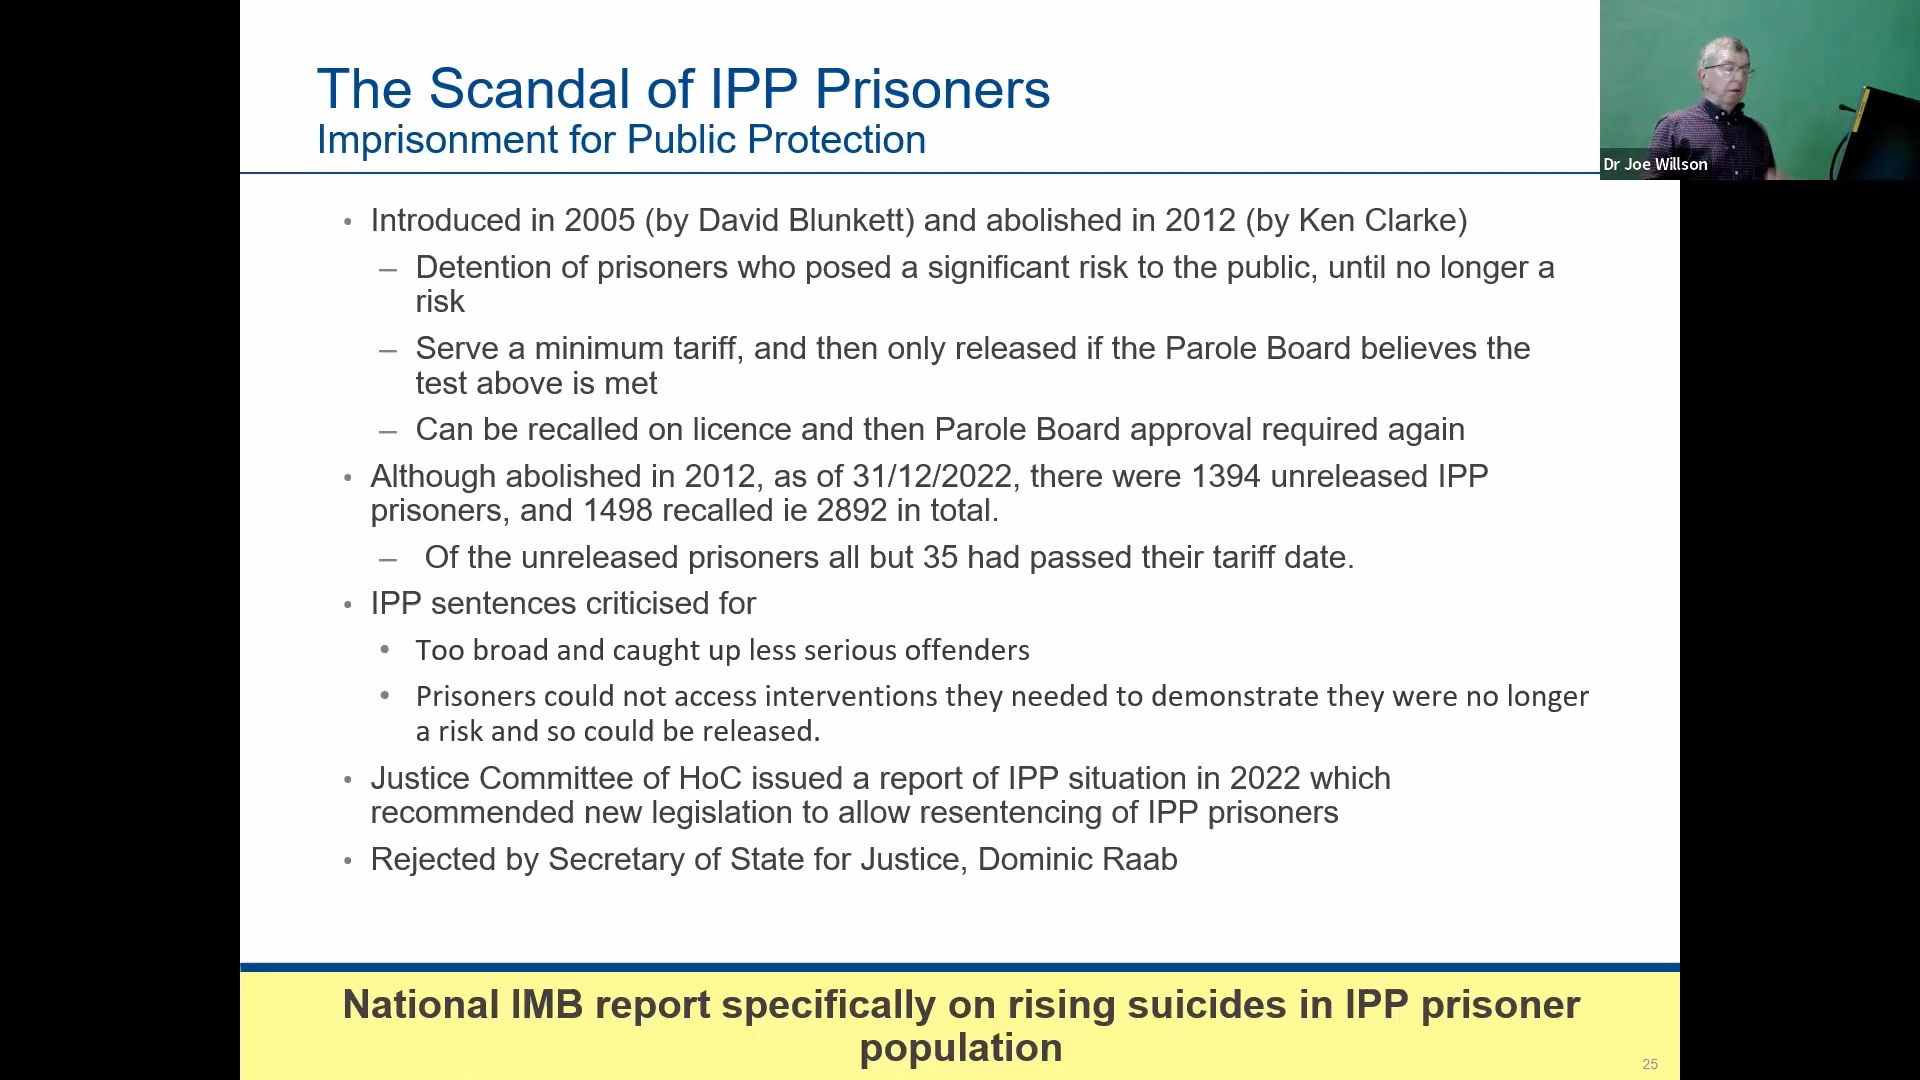 The Scandal of IPP Prisoners
Imprisonment for Public Protection
Dr Joe Willson
• Introduced in 2005 (by David Blunkett) and abolished in 2012 (by Ken Clarke)
– Detention of prisoners who posed a significant risk to the public, until no longer a
risk
– Serve a minimum tariff, and then only released if the Parole Board believes the
test above is met
– Can be recalled on licence and then Parole Board approval required again
• Although abolished in 2012, as of 31/12/2022, there were 1394 unreleased IPP
prisoners, and 1498 recalled ie 2892 in total.
– Of the unreleased prisoners all but 35 had passed their tariff date.
• IPP sentences criticised for
• Too broad and caught up less serious offenders
• Prisoners could not access interventions they needed to demonstrate they were no longer
a risk and so could be released.
• Justice Committee of HoC issued a report of IPP situation in 2022 which
recommended new legislation to allow resentencing of IPP prisoners
• Rejected by Secretary of State for Justice, Dominic Raab
National IMB report specifically on rising suicides in IPP prisoner
population
25